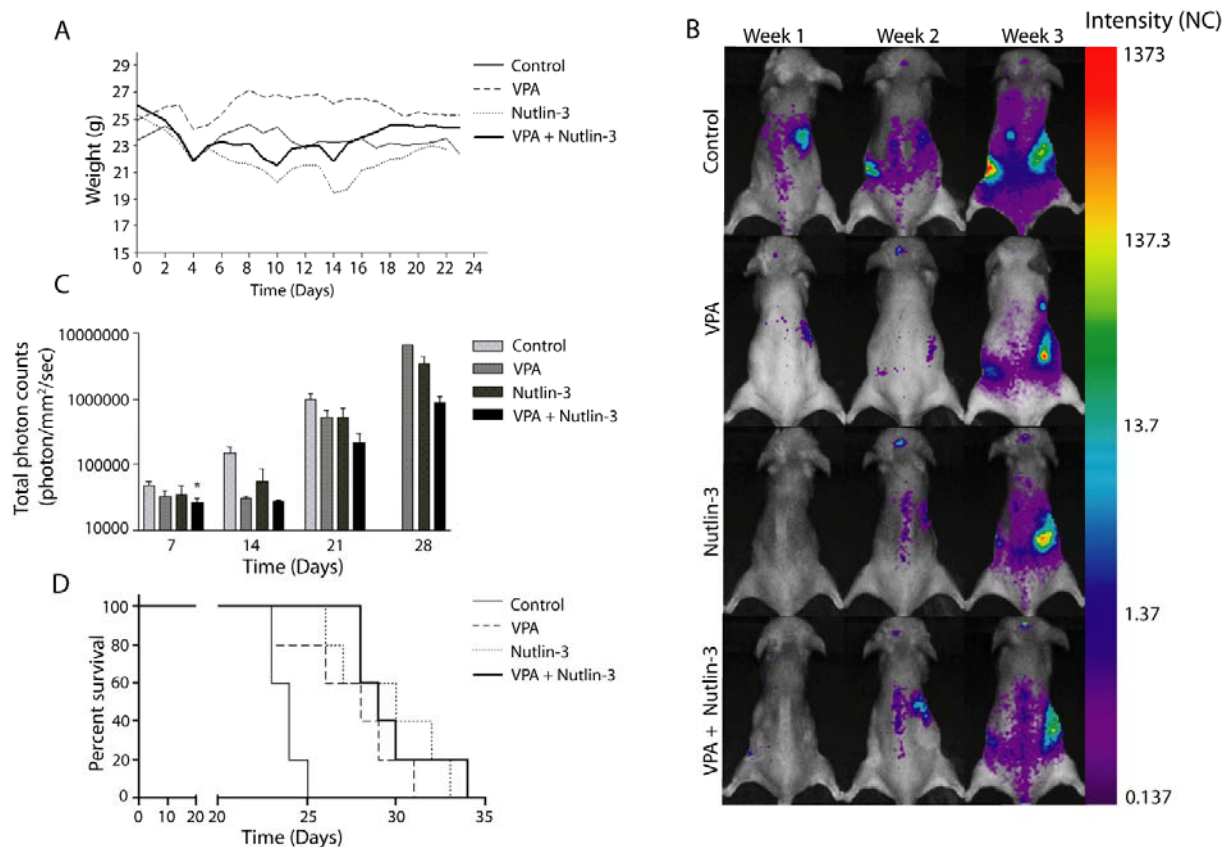 A
29
27
25
23
21
19
17
15
Weight (g)
0 2 4 6 8 10 12 14 16 18 20 22 24
Time (Days)
Control
VPA
Nutlin-3
VPA + Nutlin-3
B
Week 1 Week 2 Week 3
Intensity (NC)
Control
VPA
Nutlin-3
VPA + Nutlin-3
1373
137.3
13.7
1.37
0.137
C
10000000
1000000
100000
10000
Total photon counts
(photon/mm²/sec)
*
7 14 21 28
Time (Days)
Control
VPA
Nutlin-3
VPA + Nutlin-3
D
100
80
60
40
20
0
Percent survival
0 10 20 20 25 30 35
Time (Days)
Control
VPA
Nutlin-3
VPA + Nutlin-3